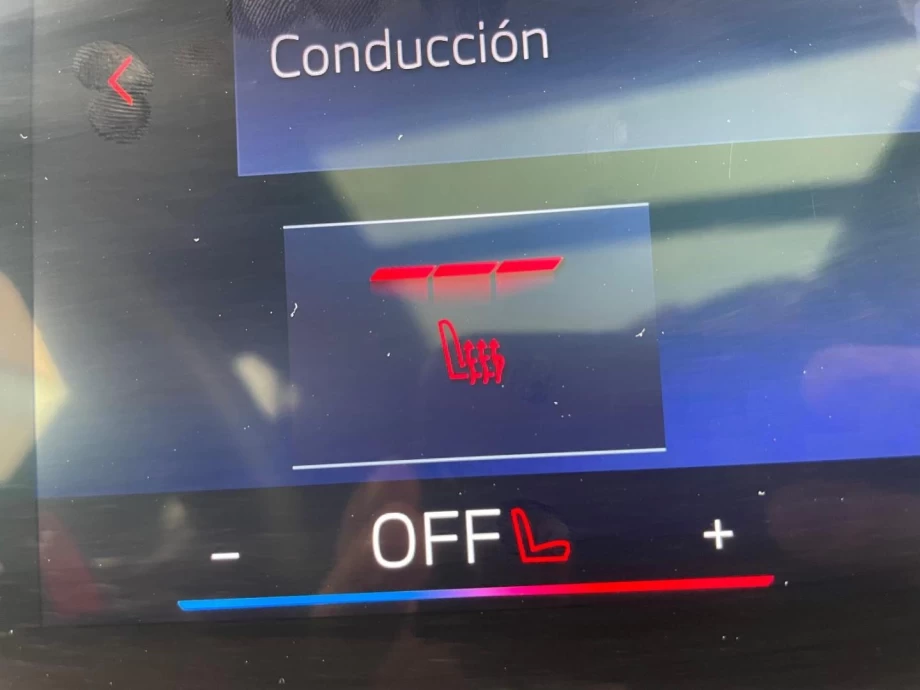 Conducción
- OFF +